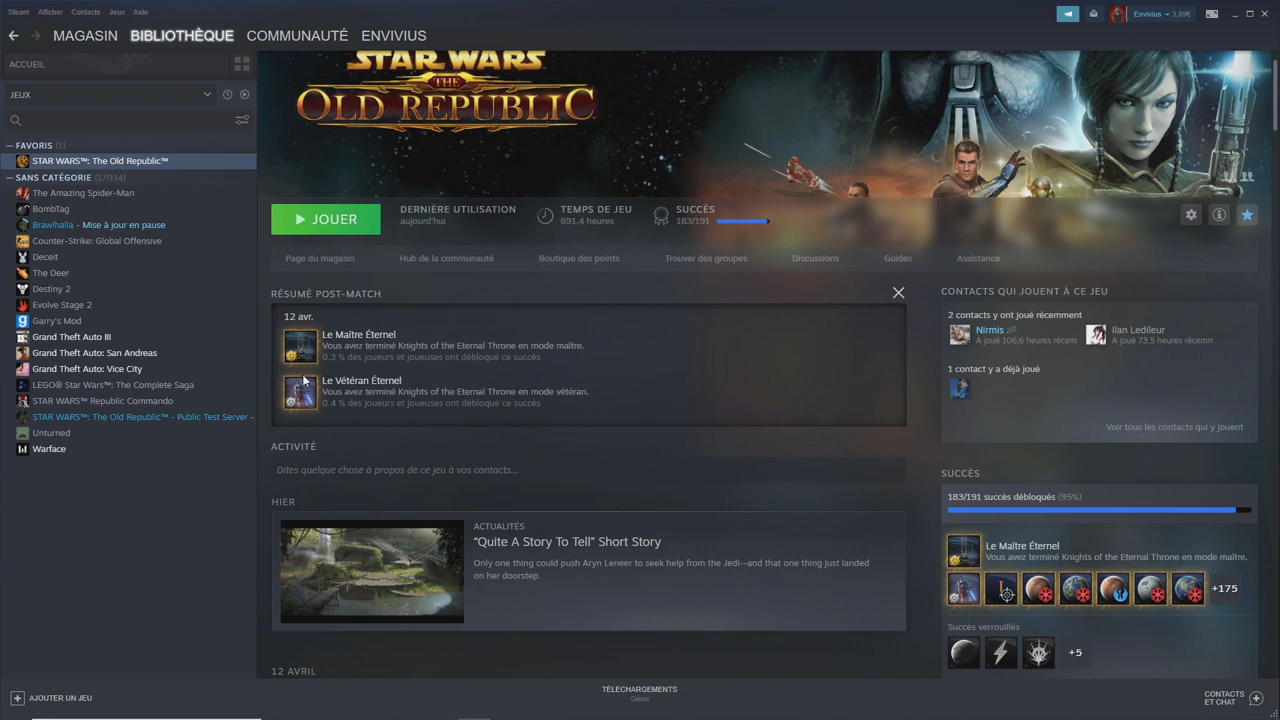 Steam Afficher Contacts Jeux Aide
Envivius 3,89€
MAGASIN BIBLIOTHÈQUE COMMUNAUTÉ ENVIVIUS
ACCUEIL
JEUX
FAVORIS (1)
STAR WARS™: The Old Republic™
SANS CATÉGORIE (17/114)
The Amazing Spider-Man
BombTag
Brawlhalla - Mise à jour en pause
Counter-Strike: Global Offensive
Deceit
The Deer
Destiny 2
Evolve Stage 2
Garry's Mod
Grand Theft Auto III
Grand Theft Auto: San Andreas
Grand Theft Auto: Vice City
LEGO® Star Wars™: The Complete Saga
STAR WARS™ Republic Commando
STAR WARS™: The Old Republic™ - Public Test Server -
Unturned
Warface
AJOUTER UN JEU
STAR WARS
THE
OLD REPUBLIC
JOUER
DERNIÈRE UTILISATION
aujourd'hui
TEMPS DE JEU
691,4 heures
SUCCÈS
183/191
Page du magasin Hub de la communauté Boutique des points Trouver des groupes Discussions Guides Assistance
RÉSUMÉ POST-MATCH
12 avr.
Le Maître Éternel
Vous avez terminé Knights of the Eternal Throne en mode maître.
0.3 % des joueurs et joueuses ont débloqué ce succès
Le Vétéran Éternel
Vous avez terminé Knights of the Eternal Throne en mode vétéran.
0.4 % des joueurs et joueuses ont débloqué ce succès
ACTIVITÉ
Dites quelque chose à propos de ce jeu à vos contacts...
HIER
ACTUALITÉS
“Quite A Story To Tell” Short Story
Only one thing could push Aryn Leneer to seek help from the Jedi--and that one thing just landed
on her doorstep.
12 AVRIL
CONTACTS QUI JOUENT À CE JEU
2 contacts y ont joué récemment
Nirmis zzz
A joué 106,6 heures récem
Ilan Ledileur
A joué 73,5 heures récemm
1 contact y a déjà joué
Voir tous les contacts qui y jouent
SUCCÈS
183/191 succès débloqués (95%)
Le Maître Éternel
Vous avez terminé Knights of the Eternal Throne en mode maître.
+175
Succès verrouillés
+5
TÉLÉCHARGEMENTS
Gérer
CONTACTS
ET CHAT